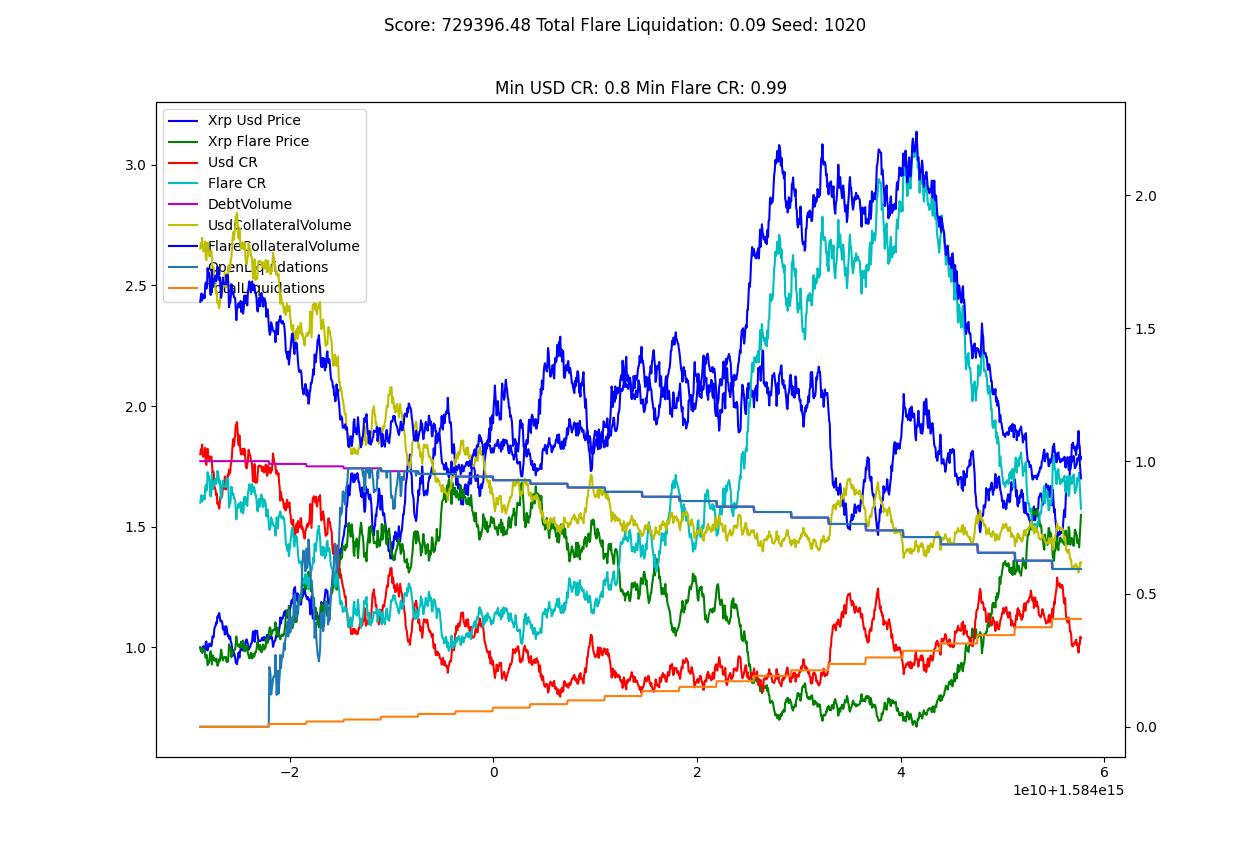 Score: 729396.48 Total Flare Liquidation: 0.09 Seed: 1020
Min USD CR: 0.8 Min Flare CR: 0.99
Xrp Usd Price
Xrp Flare Price
Usd CR
Flare CR
DebtVolume
UsdCollateralVolume
FlareCollateralVolume
OpenLiquidations
TotalLiquidations
3.0
2.5
2.0
1.5
1.0
2.0
1.5
1.0
0.5
0.0
−2
0
2
4
6
1e10+1.584e15